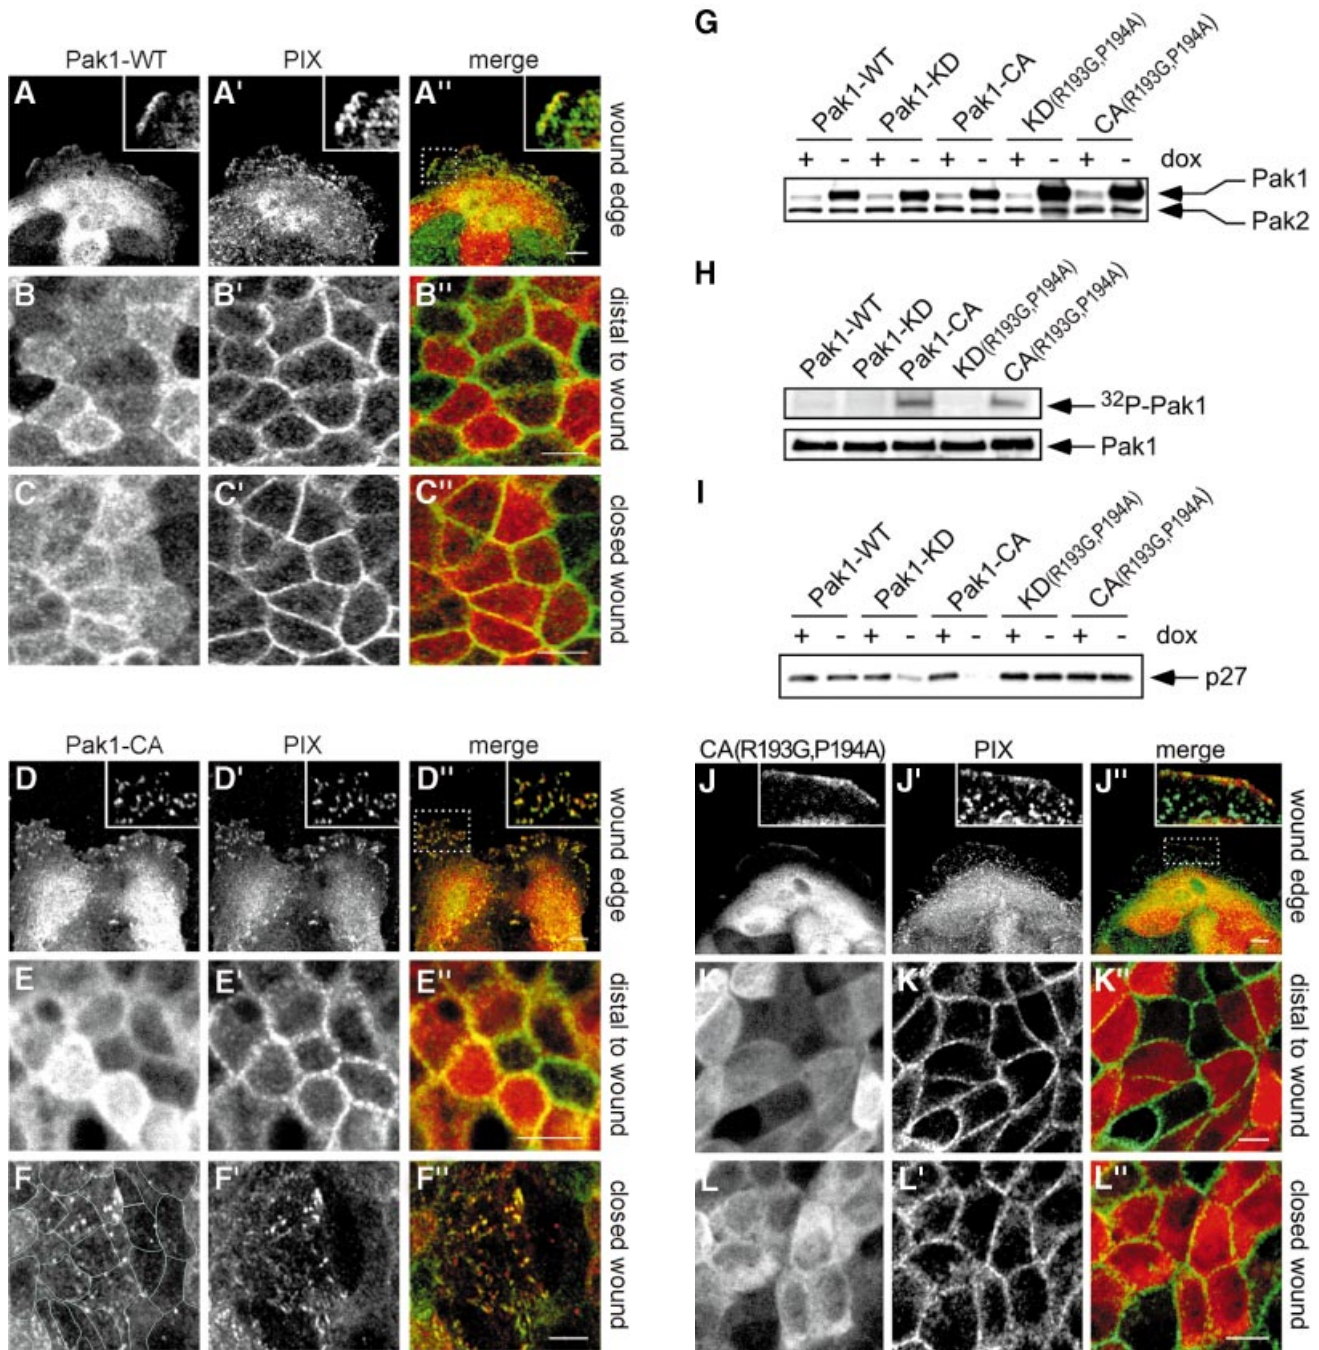 Pak1-WT PIX merge
A A' A" wound edge
B B' B" distal to wound
C C' C" closed wound
Pak1-CA PIX merge
D D' D" wound edge
E E' E" distal to wound
F F' F" closed wound
G
Pak1-WT Pak1-KD Pak1-CA KD(R193G,P194A) CA(R193G,P194A)
+ - + - + - + - + - dox
Pak1
Pak2
H
Pak1-WT Pak1-KD Pak1-CA KD(R193G,P194A) CA(R193G,P194A)
32P-Pak1
Pak1
I
Pak1-WT Pak1-KD Pak1-CA KD(R193G,P194A) CA(R193G,P194A)
+ - + - + - + - + - dox
p27
CA(R193G,P194A) PIX merge
J J' J" wound edge
K K' K" distal to wound
L L' L" closed wound